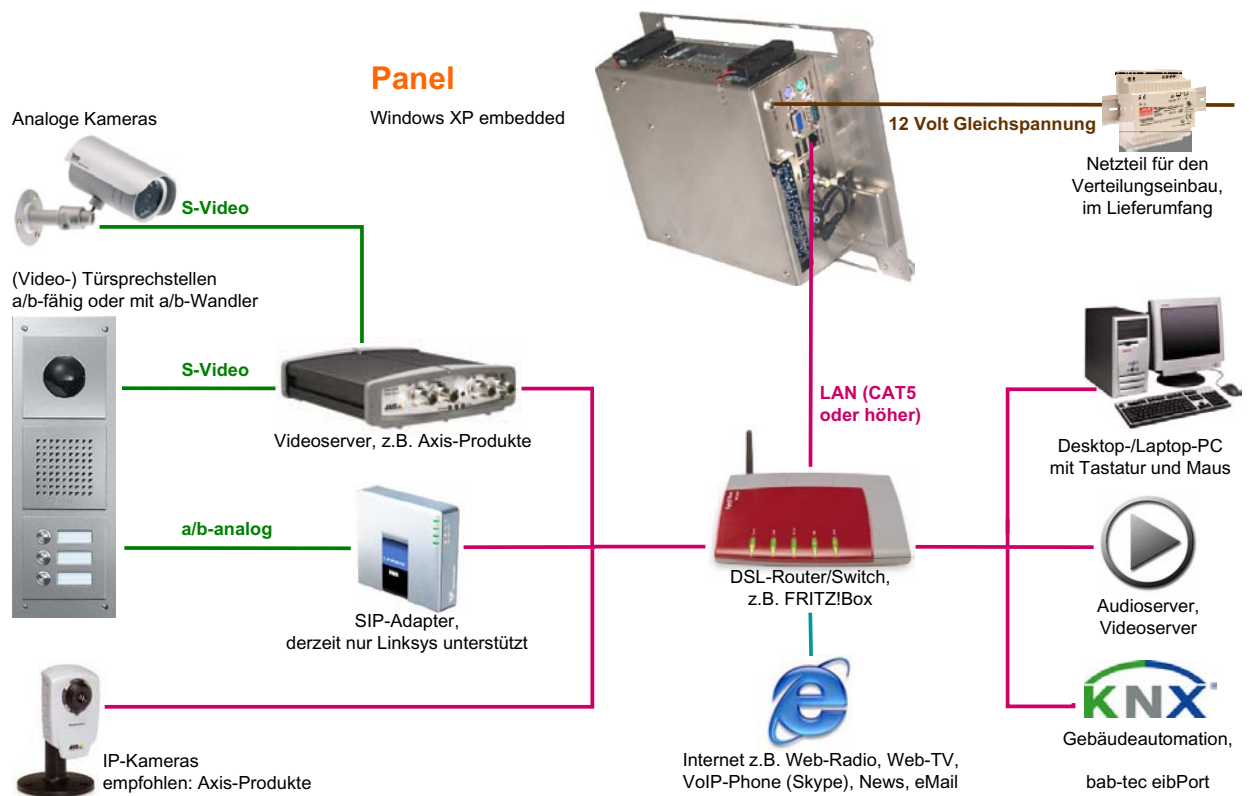 Panel
Windows XP embedded
Analoge Kameras
12 Volt Gleichspannung
Netzteil für den
Verteilungseinbau,
im Lieferumfang
S-Video
(Video-) Türsprechstellen
a/b-fähig oder mit a/b-Wandler
S-Video
LAN (CAT5
oder höher)
Videoserver, z.B. Axis-Produkte
Desktop-/Laptop-PC
mit Tastatur und Maus
a/b-analog
DSL-Router/Switch,
z.B. FRITZ!Box
SIP-Adapter,
derzeit nur Linksys unterstützt
Audioserver,
Videoserver
KNX
IP-Kameras
empfohlen: Axis-Produkte
Internet z.B. Web-Radio, Web-TV,
VoIP-Phone (Skype), News, eMail
Gebäudeautomation,
bab-tec eibPort